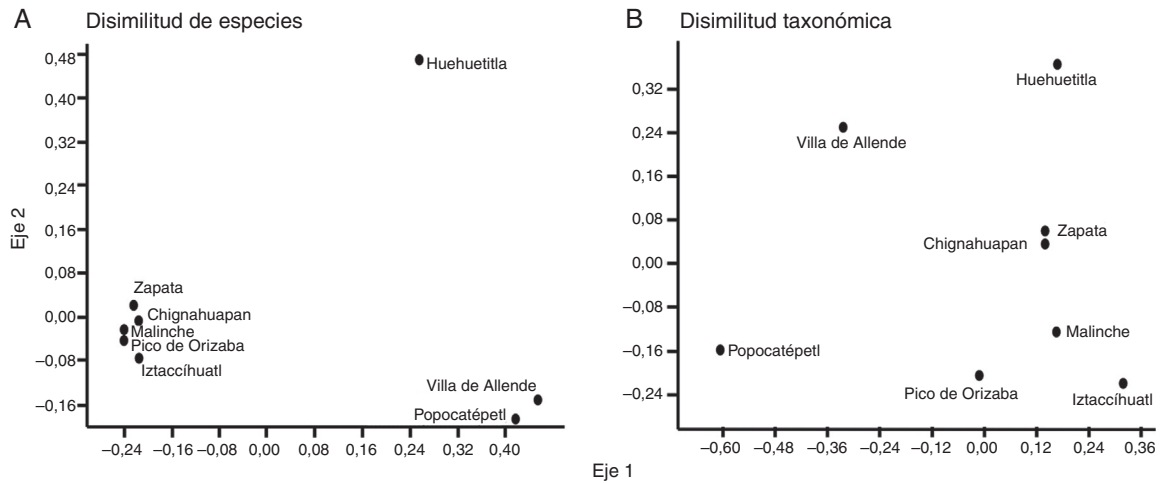 A Disimilitud de especies
0,48
0,40
0,32
0,24
0,16
0,08
0,00
–0,08
–0,16
Eje 2
Huehuetitla
Zapata
Chignahuapan
Malinche
Pico de Orizaba
Iztaccíhuatl
Villa de Allende
Popocatépetl
–0,24 –0,16 –0,08 0,00 0,08 0,16 0,24 0,32 0,40
B Disimilitud taxonómica
0,32
0,24
0,16
0,08
0,00
–0,08
–0,16
–0,24
Huehuetitla
Villa de Allende
Zapata
Chignahuapan
Malinche
Popocatépetl
Pico de Orizaba
Iztaccíhuatl
–0,60 –0,48 –0,36 –0,24 –0,12 0,00 0,12 0,24 0,36
Eje 1